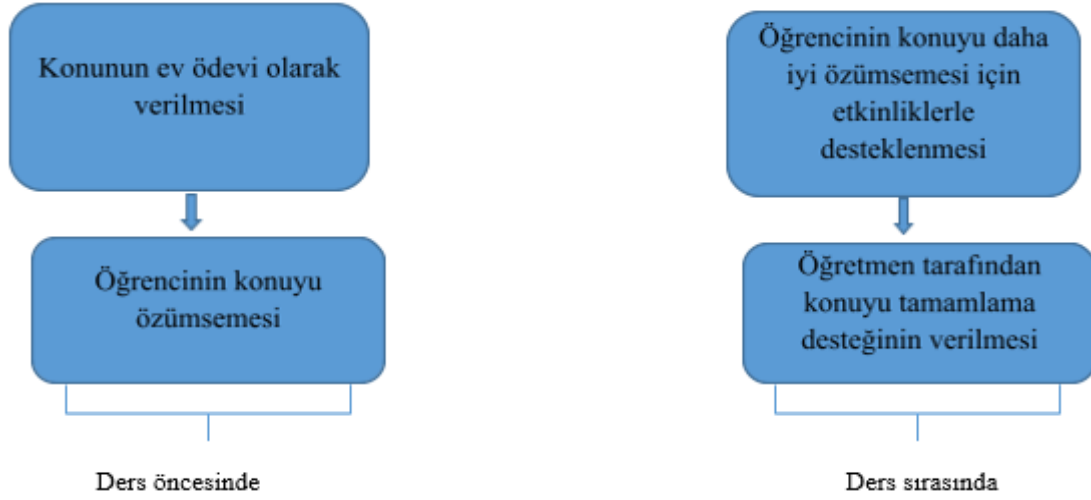 Konunun ev ödevi olarak
verilmesi
Öğrencinin konuyu
özümsemesi
Ders öncesinde
Öğrencinin konuyu daha
iyi özümsemesi için
etkinliklerle
desteklenmesi
Öğretmen tarafından
konuyu tamamlama
desteğinin verilmesi
Ders sırasında